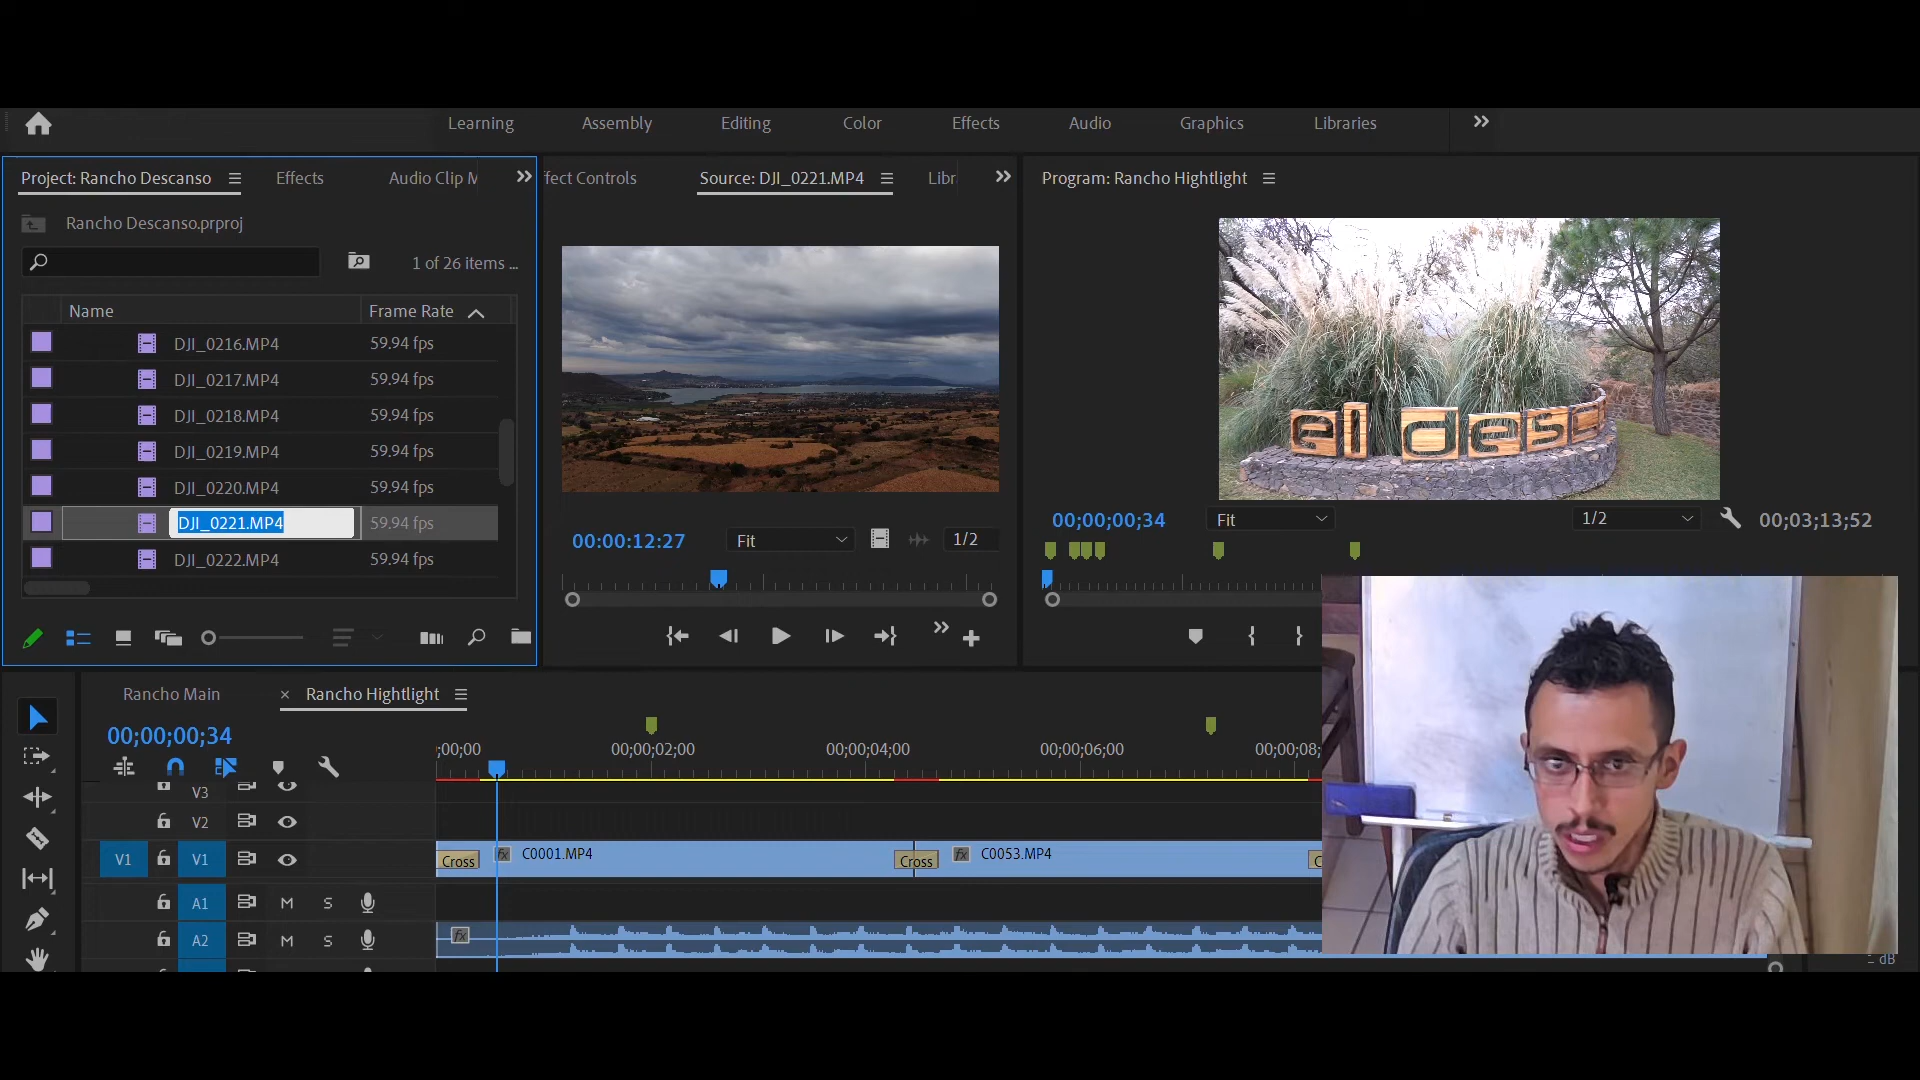 Learning Assembly Editing Color Effects Audio Graphics Libraries
Project: Rancho Descanso Effects Audio Clip M
Rancho Descanso.prproj
1 of 26 items ...
Name Frame Rate
DJI_0216.MP4 59.94 fps
DJI_0217.MP4 59.94 fps
DJI_0218.MP4 59.94 fps
DJI_0219.MP4 59.94 fps
DJI_0220.MP4 59.94 fps
DJI_0221.MP4 59.94 fps
DJI_0222.MP4 59.94 fps
ffect Controls Source: DJI_0221.MP4 Libr
00:00:12:27 Fit 1/2
Program: Rancho Hightlight
el desc
00;00;00;34 Fit 1/2 00;03;13;52
Rancho Main × Rancho Hightlight
00;00;00;34
;00;00 00;00;02;00 00;00;04;00 00;00;06;00 00;00;08;
V3
V2
V1 V1 Cross fx C0001.MP4 Cross fx C0053.MP4 C
A1 M S
A2 M S fx
dB